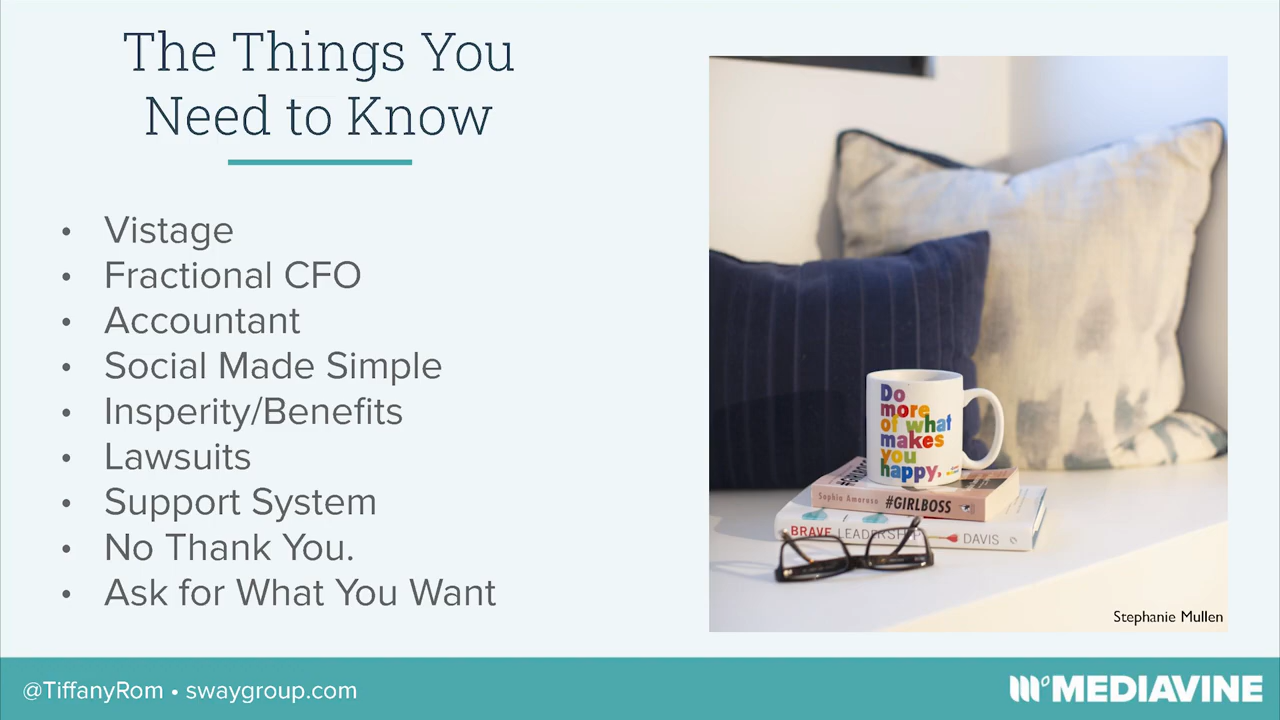 The Things You
Need to Know
• Vistage
• Fractional CFO
• Accountant
• Social Made Simple
• Insperity/Benefits
• Lawsuits
• Support System
• No Thank You.
• Ask for What You Want
Do
more
of what
makes
you
happy.
Sophia Amoruso #GIRLBOSS
BRAVE LEADERSHIP DAVIS
Stephanie Mullen
@TiffanyRom • swaygroup.com
MEDIAVINE